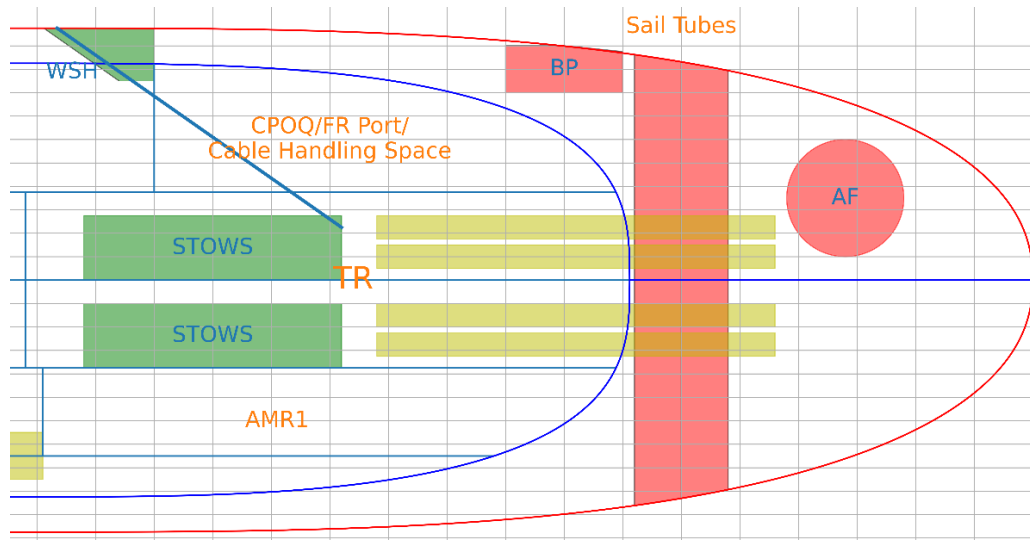 Sail Tubes
WSH
BP
CPOQ/FR Port/
Cable Handling Space
AF
STOWS
TR
STOWS
AMR1